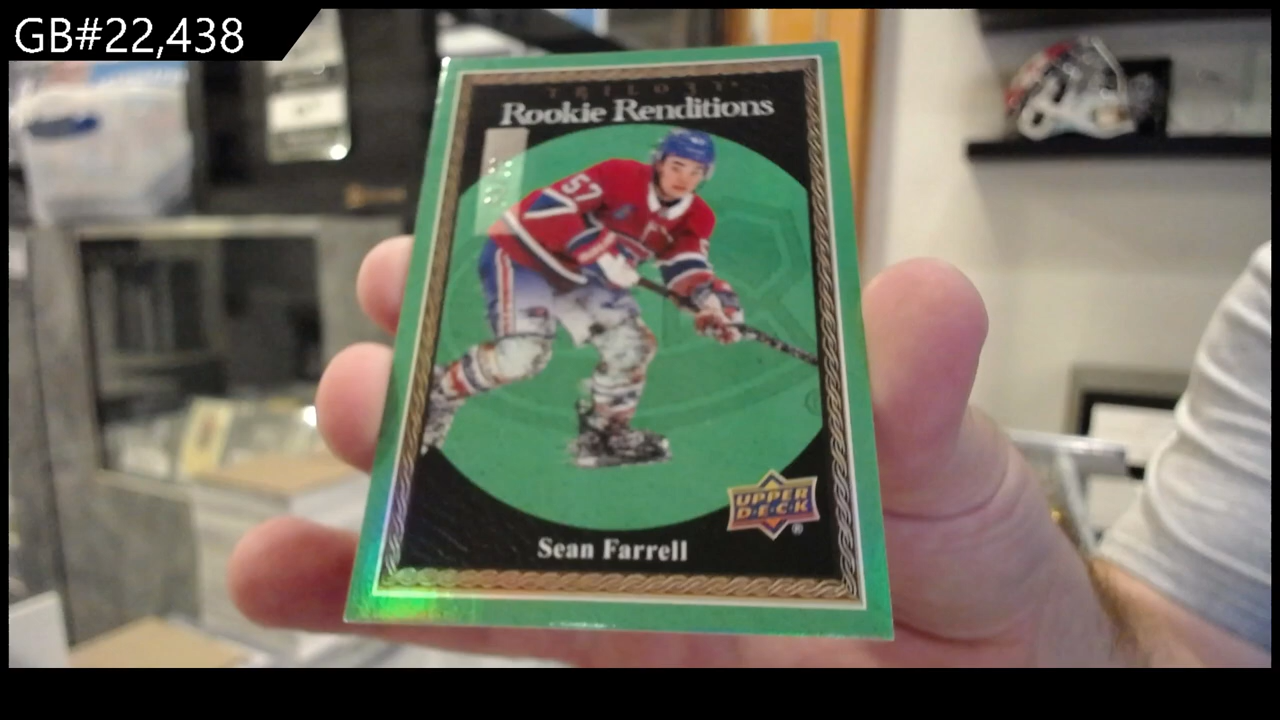 GB#22,438
TRILOGY
Rookie Renditions
57
UPPER
DECK
®
Sean Farrell